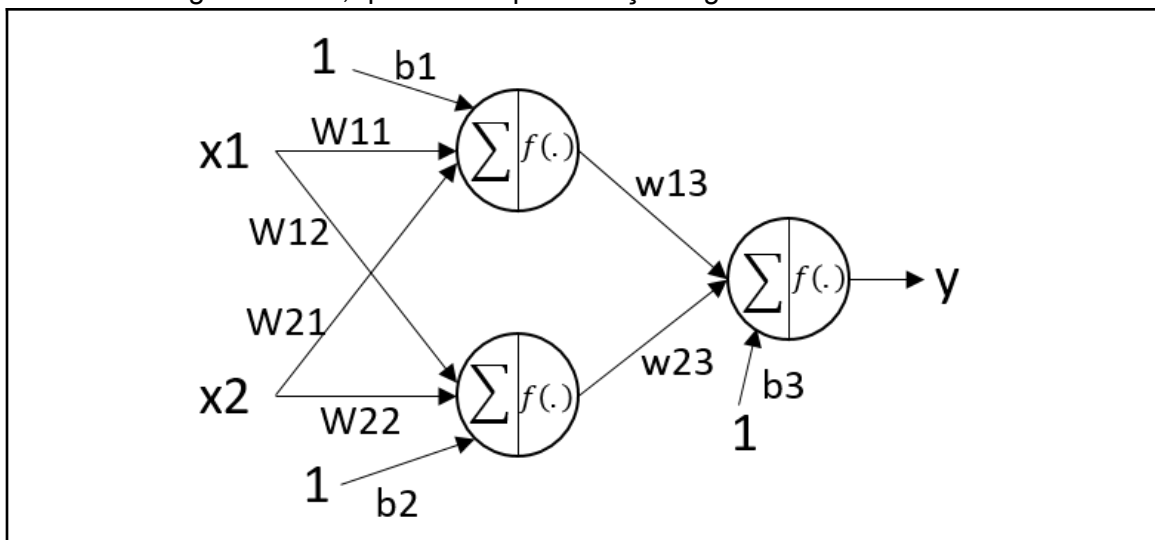 1
b1
x1
W11
∑ f(.)
W12
w13
∑ f(.)
y
W21
x2
W22
∑ f(.)
w23
b3
1
1
b2